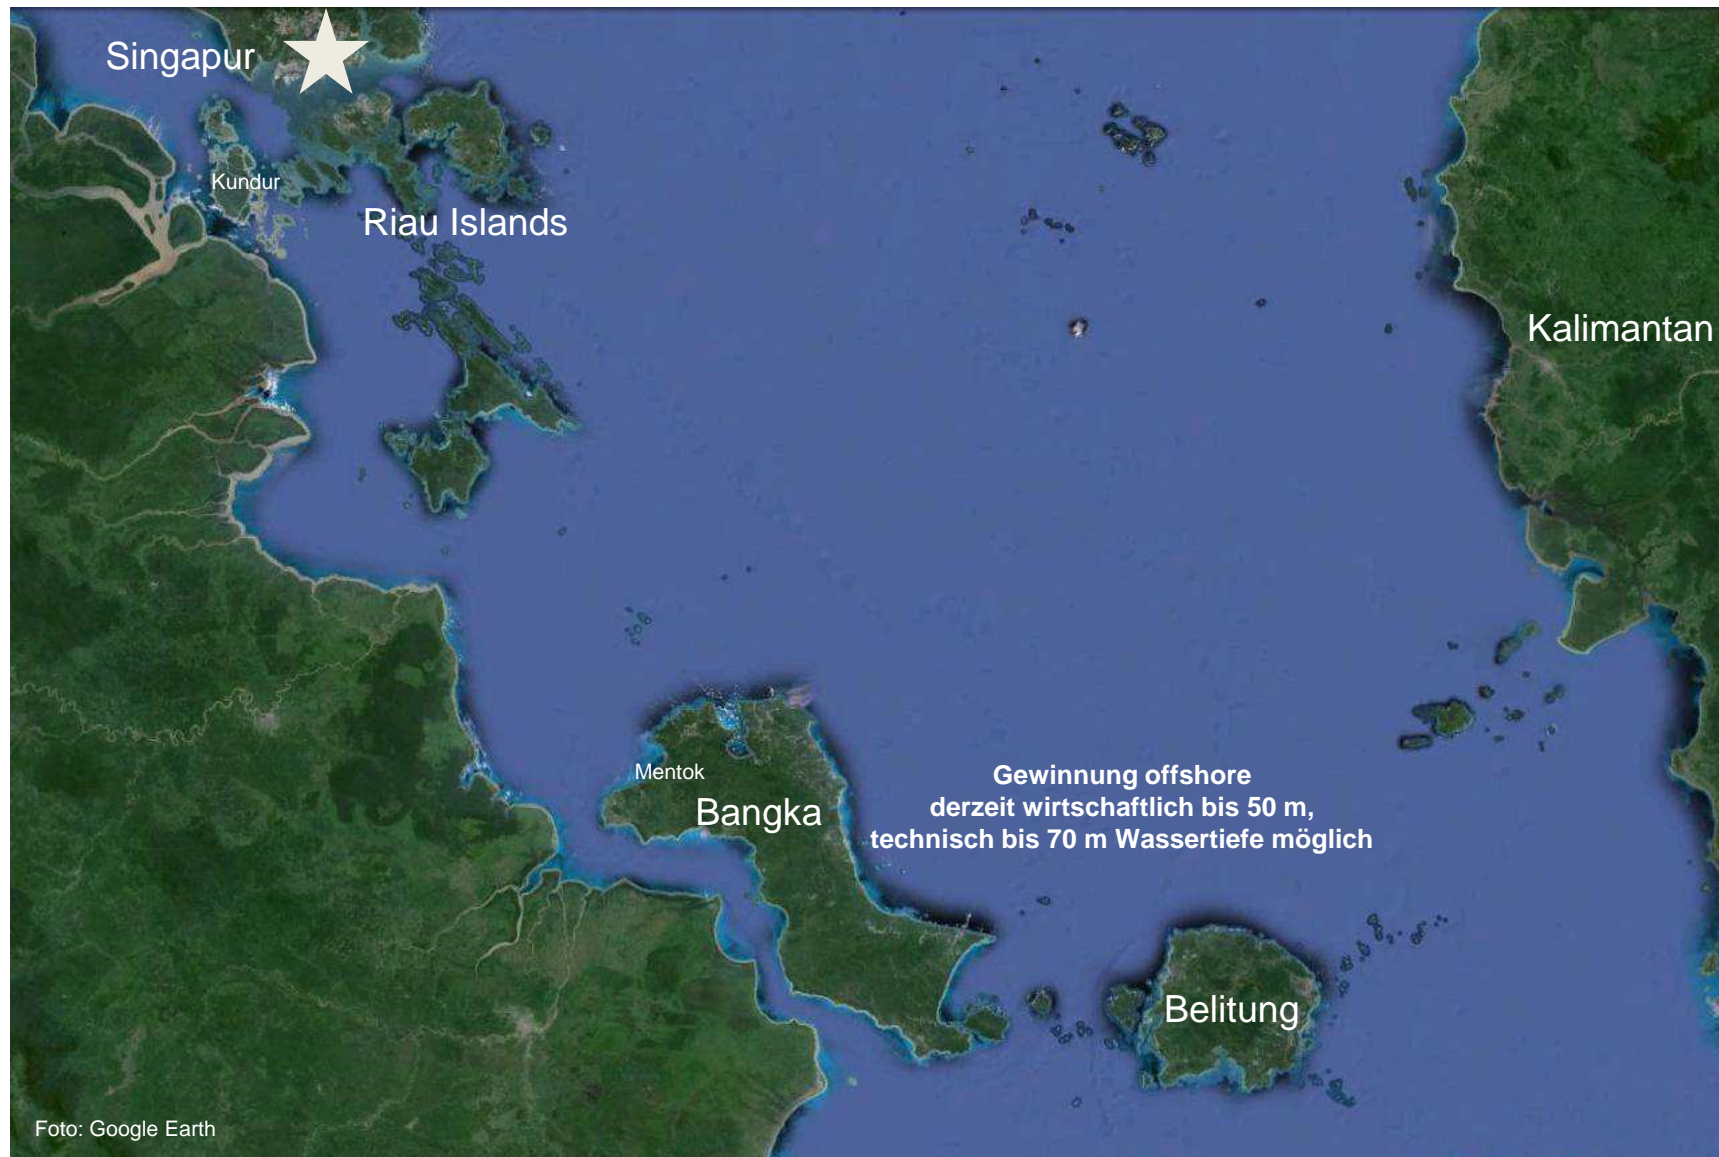 Singapur
Kundur
Riau Islands
Kalimantan
Mentok
Bangka
Gewinnung offshore
derzeit wirtschaftlich bis 50 m,
technisch bis 70 m Wassertiefe möglich
Belitung
Foto: Google Earth